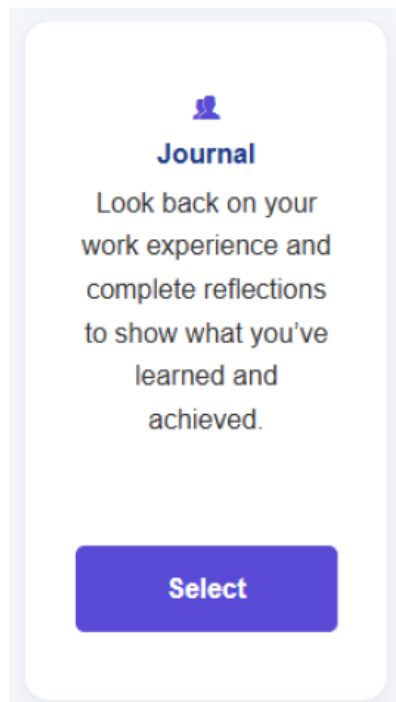 Journal
Look back on your
work experience and
complete reflections
to show what you’ve
learned and
achieved.
Select